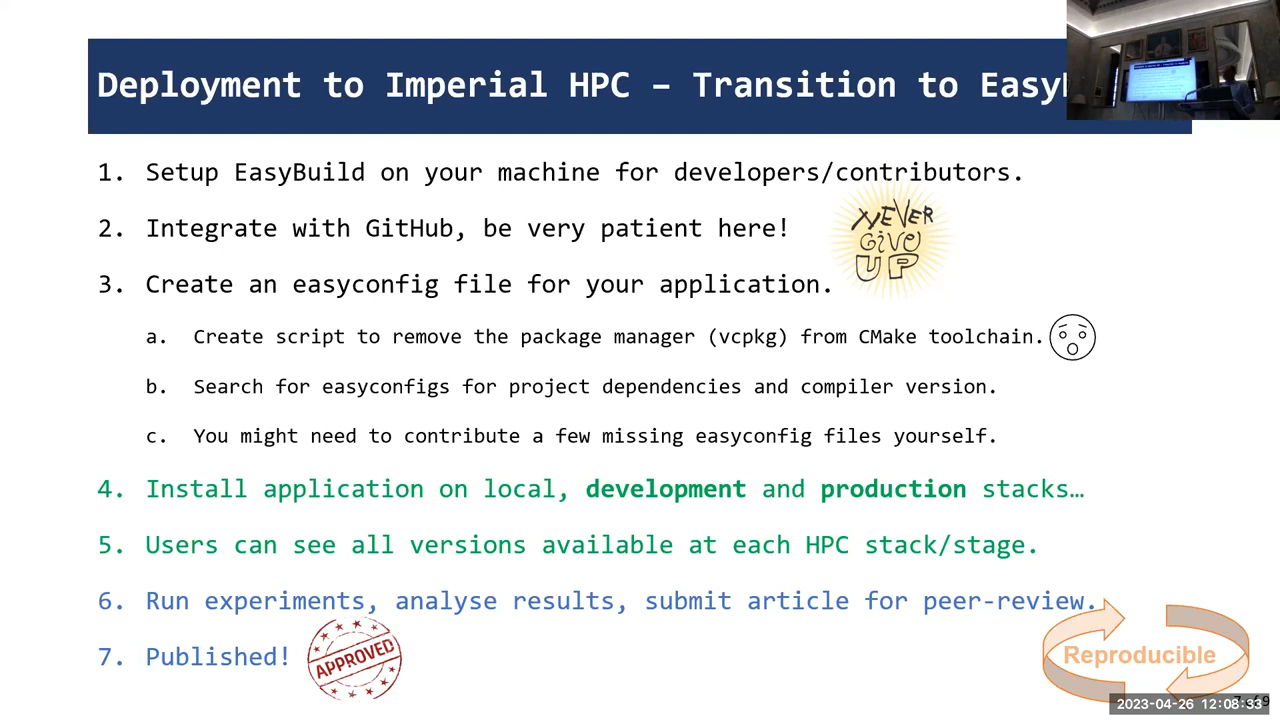 Deployment to Imperial HPC – Transition to Easy
1. Setup EasyBuild on your machine for developers/contributors.
2. Integrate with GitHub, be very patient here!
NEVER
GIVE
UP
3. Create an easyconfig file for your application.
a. Create script to remove the package manager (vcpkg) from CMake toolchain.
b. Search for easyconfigs for project dependencies and compiler version.
c. You might need to contribute a few missing easyconfig files yourself.
4. Install application on local, development and production stacks…
5. Users can see all versions available at each HPC stack/stage.
6. Run experiments, analyse results, submit article for peer-review.
7. Published!
APPROVED
Reproducible
2023-04-26 12:08:33